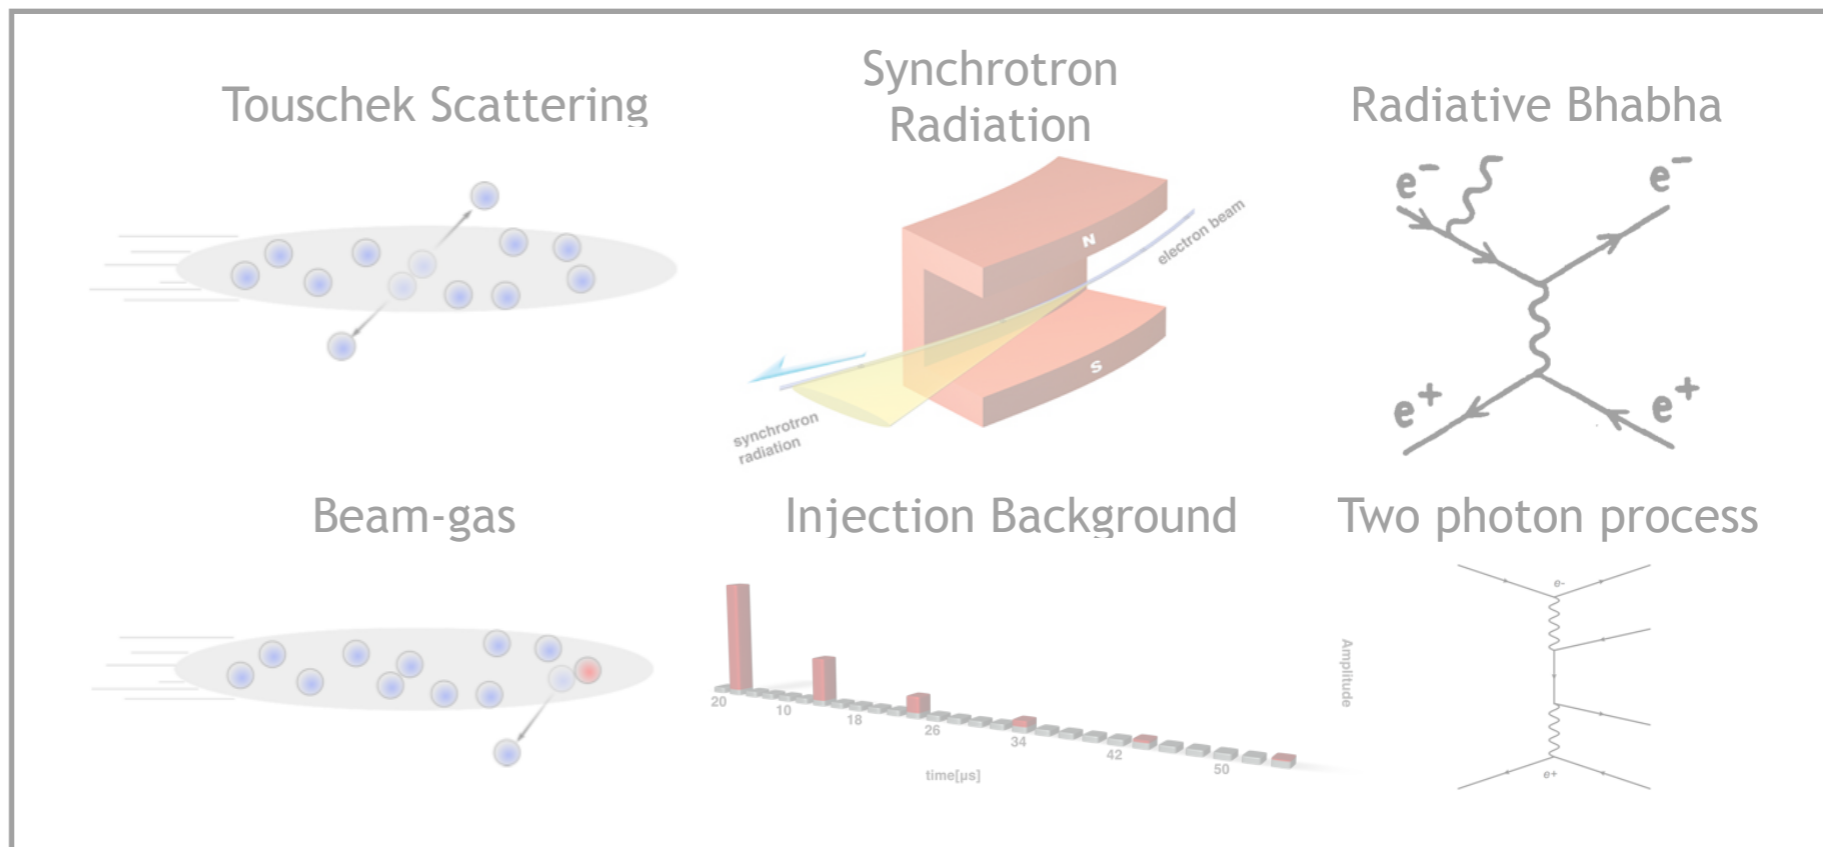 Touschek Scattering
Synchrotron
Radiation
Radiative Bhabha
N
electron beam
S
synchrotron
radiation
e⁻
e⁻
e⁺
e⁺
Beam-gas
Injection Background
Two photon process
20
10
18
26
34
42
50
time[μs]
Amplitude
e-
e+